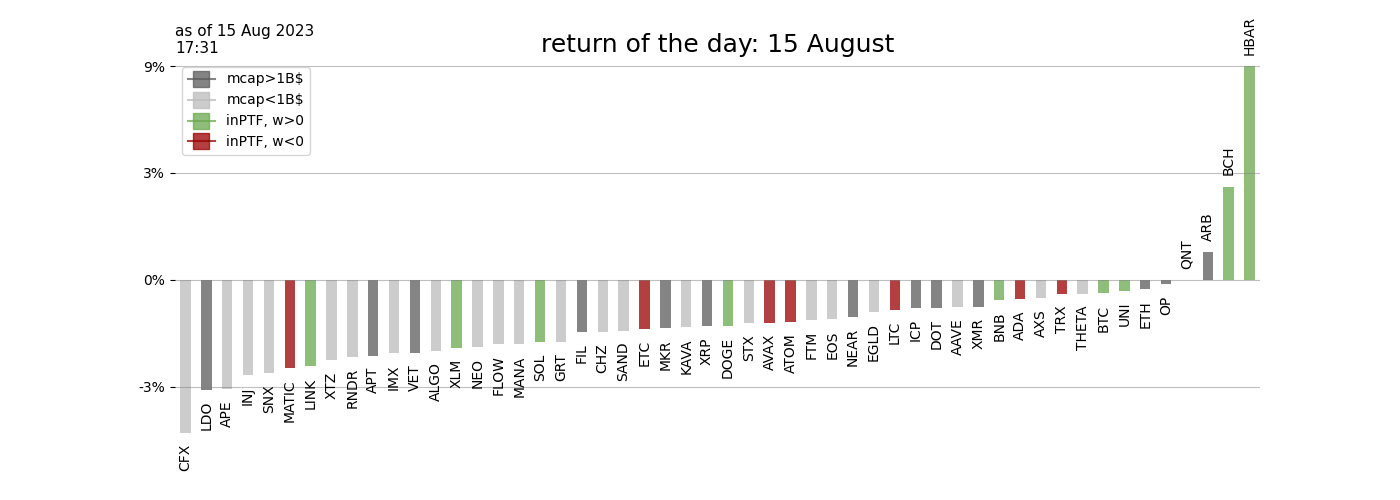 as of 15 Aug 2023
17:31
return of the day: 15 August
mcap>1B$
mcap<1B$
inPTF, w>0
inPTF, w<0
9%
3%
0%
-3%
CFX
LDO
APE
INJ
SNX
MATIC
LINK
XTZ
RNDR
APT
IMX
VET
ALGO
XLM
NEO
FLOW
MANA
SOL
GRT
FIL
CHZ
SAND
ETC
MKR
KAVA
XRP
DOGE
STX
AVAX
ATOM
FTM
EOS
NEAR
EGLD
LTC
ICP
DOT
AAVE
XMR
BNB
ADA
AXS
TRX
THETA
BTC
UNI
ETH
OP
QNT
ARB
BCH
HBAR